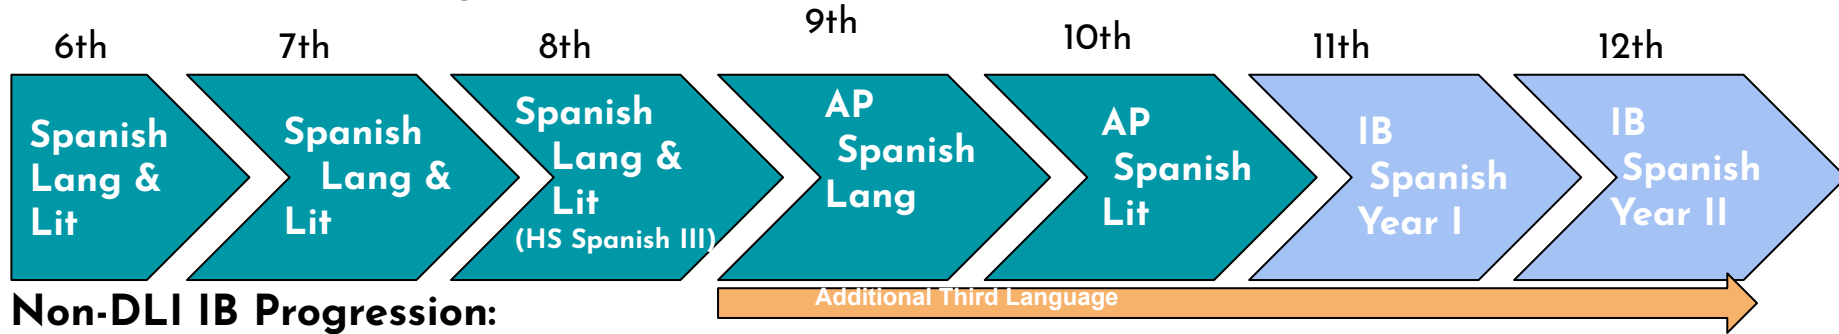 6th
7th
8th
9th
10th
11th
12th
Spanish
Lang &
Lit
Spanish
Lang &
Lit
Spanish
Lang &
Lit
(HS Spanish III)
AP
Spanish
Lang
AP
Spanish
Lit
IB
Spanish
Year I
IB
Spanish
Year II
Additional Third Language
Non-DLI IB Progression: